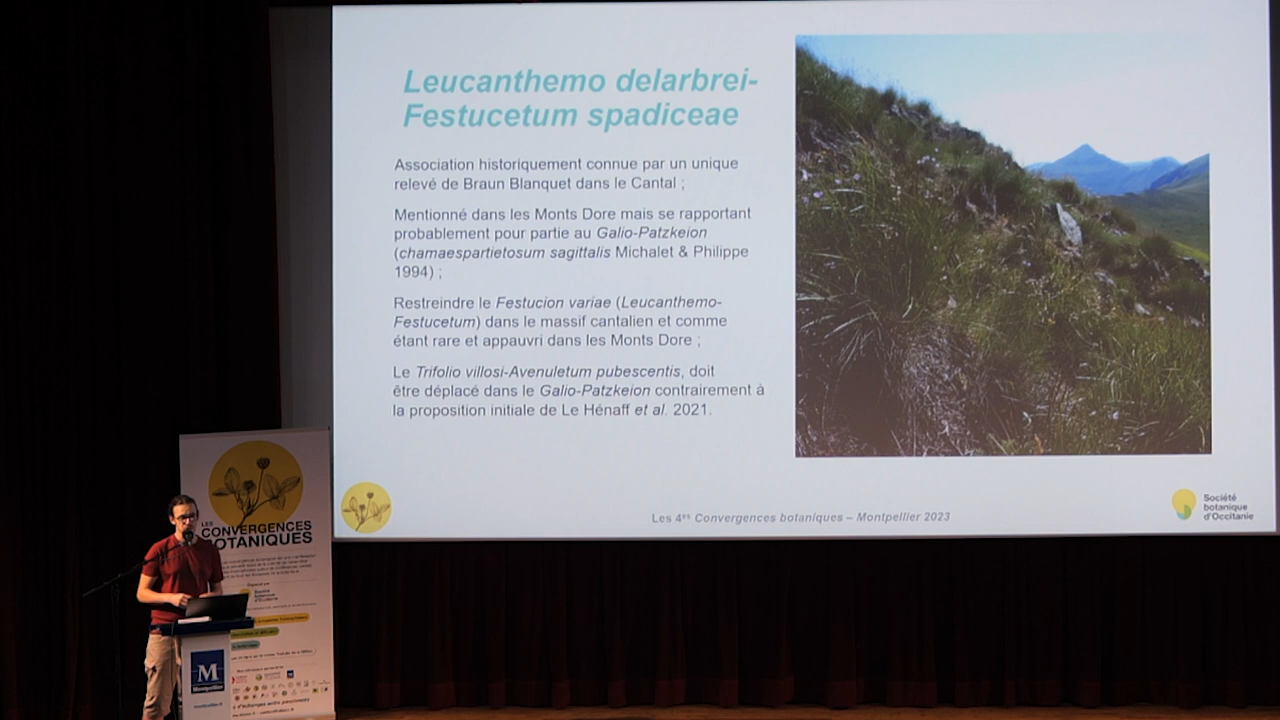 Leucanthemo delarbrei-
Festucetum spadiceae
Association historiquement connue par un unique
relevé de Braun Blanquet dans le Cantal ;
Mentionné dans les Monts Dore mais se rapportant
probablement pour partie au Galio-Patzkeion
(chamaespartietosum sagittalis Michalet & Philippe
1994) ;
Restreindre le Festucion variae (Leucanthemo-
Festucetum) dans le massif cantalien et comme
étant rare et appauvri dans les Monts Dore ;
Le Trifolio villosi-Avenuletum pubescentis, doit
être déplacé dans le Galio-Patzkeion contrairement à
la proposition initiale de Le Hénaff et al. 2021.
Les 4es Convergences botaniques – Montpellier 2023
Société
botanique
d'Occitanie
LES
CONVERGENCES
BOTANIQUES
Société
botanique
d'Occitanie
M
Montpellier